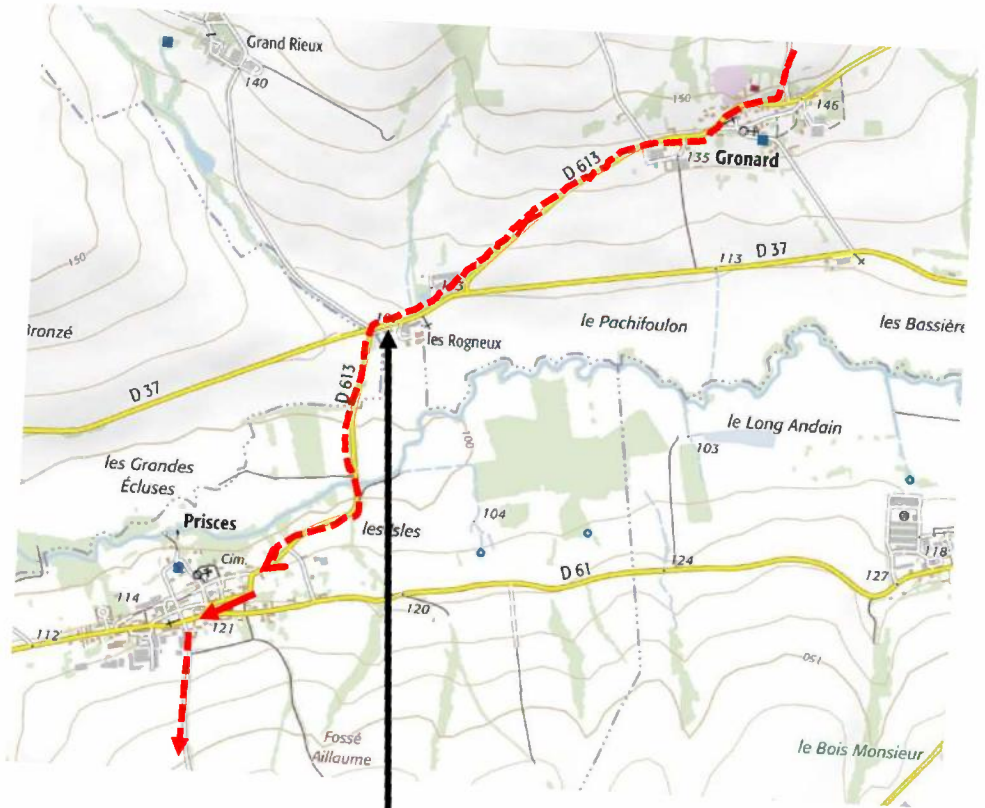 Grand Rieux
140
150
146
D 613
135
Gronard
150
113
D 37
Bronzé
le Pachifoulon
les Bassière
les Rogneux
D 37
D 613
le Long Andain
100
103
les Grandes
Écluses
Prisces
104
les Isles
Cim.
D 61
124
118
127
114
120
112
121
150
Fossé
Aillaume
le Bois Monsieur